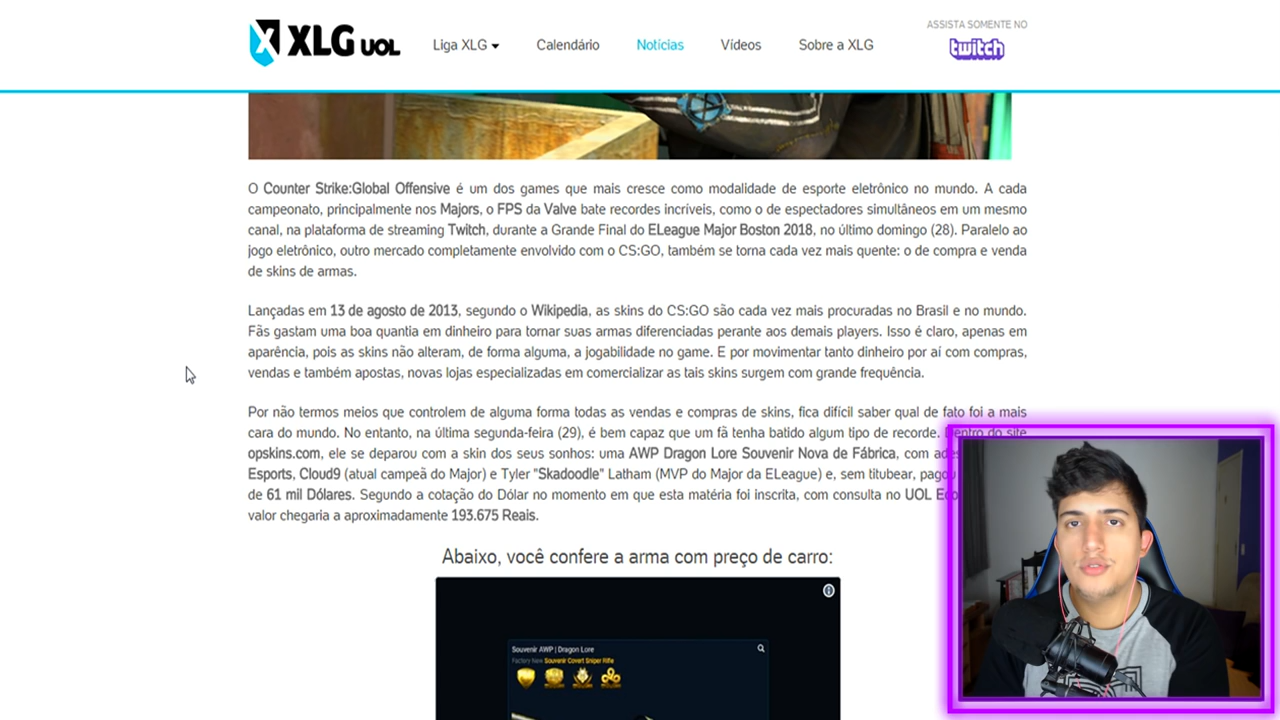 XLG UOL
Liga XLG
Calendário
Notícias
Vídeos
Sobre a XLG
ASSISTA SOMENTE NO
twitch
O Counter Strike:Global Offensive é um dos games que mais cresce como modalidade de esporte eletrônico no mundo. A cada
campeonato, principalmente nos Majors, o FPS da Valve bate recordes incríveis, como o de espectadores simultâneos em um mesmo
canal, na plataforma de streaming Twitch, durante a Grande Final do ELeague Major Boston 2018, no último domingo (28). Paralelo ao
jogo eletrônico, outro mercado completamente envolvido com o CS:GO, também se torna cada vez mais quente: o de compra e venda
de skins de armas.
Lançadas em 13 de agosto de 2013, segundo o Wikipedia, as skins do CS:GO são cada vez mais procuradas no Brasil e no mundo.
Fãs gastam uma boa quantia em dinheiro para tornar suas armas diferenciadas perante aos demais players. Isso é claro, apenas em
aparência, pois as skins não alteram, de forma alguma, a jogabilidade no game. E por movimentar tanto dinheiro por aí com compras,
vendas e também apostas, novas lojas especializadas em comercializar as tais skins surgem com grande frequência.
Por não termos meios que controlem de alguma forma todas as vendas e compras de skins, fica difícil saber qual de fato foi a mais
cara do mundo. No entanto, na última segunda-feira (29), é bem capaz que um fã tenha batido algum tipo de recorde. Dentro do site
opskins.com, ele se deparou com a skin dos seus sonhos: uma AWP Dragon Lore Souvenir Nova de Fábrica, com
Esports, Cloud9 (atual campeã do Major) e Tyler "Skadoodle" Latham (MVP do Major da ELeague) e, sem titubear,
de 61 mil Dólares. Segundo a cotação do Dólar no momento em que esta matéria foi inscrita, com consulta no UOL
valor chegaria a aproximadamente 193.675 Reais.
Abaixo, você confere a arma com preço de carro:
Souvenir AWP | Dragon Lore
Factory New Souvenir Covert Sniper Rifle